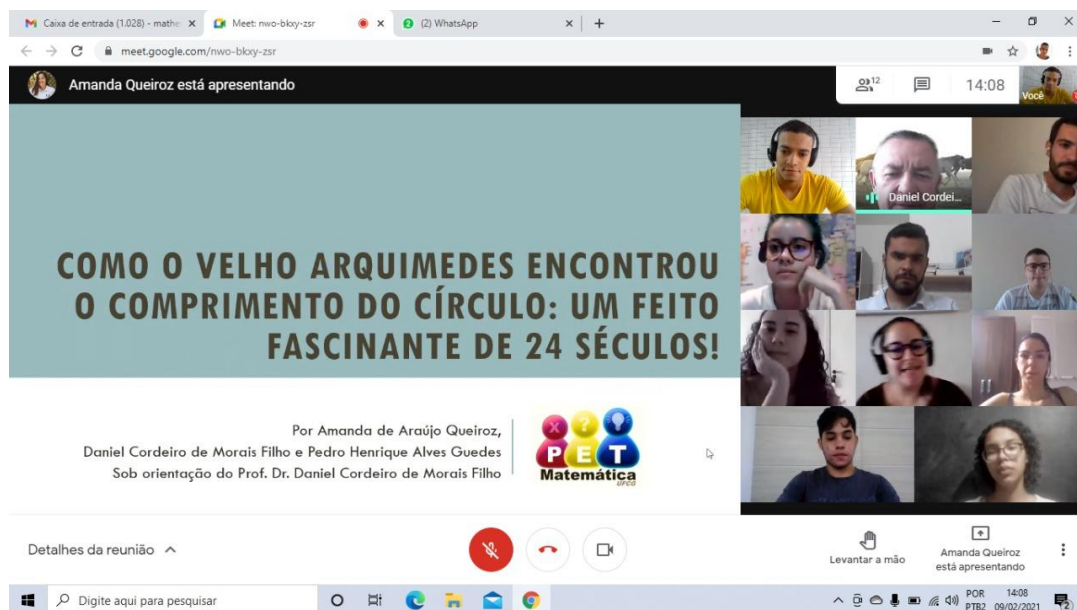 Caixa de entrada (1.028) - mathe
Meet: nwo-bkxy-zsr
(2) WhatsApp
meet.google.com/nwo-bkxy-zsr
Amanda Queiroz está apresentando
12
14:08
Você
Daniel Cordei...
COMO O VELHO ARQUIMEDES ENCONTROU
O COMPRIMENTO DO CÍRCULO: UM FEITO
FASCINANTE DE 24 SÉCULOS!
Por Amanda de Araújo Queiroz,
Daniel Cordeiro de Morais Filho e Pedro Henrique Alves Guedes
Sob orientação do Prof. Dr. Daniel Cordeiro de Morais Filho
X ?
P E T
Matemática
UFCG
Detalhes da reunião
Levantar a mão
Amanda Queiroz
está apresentando
Digite aqui para pesquisar
POR
PTB2
14:08
09/02/2021
2